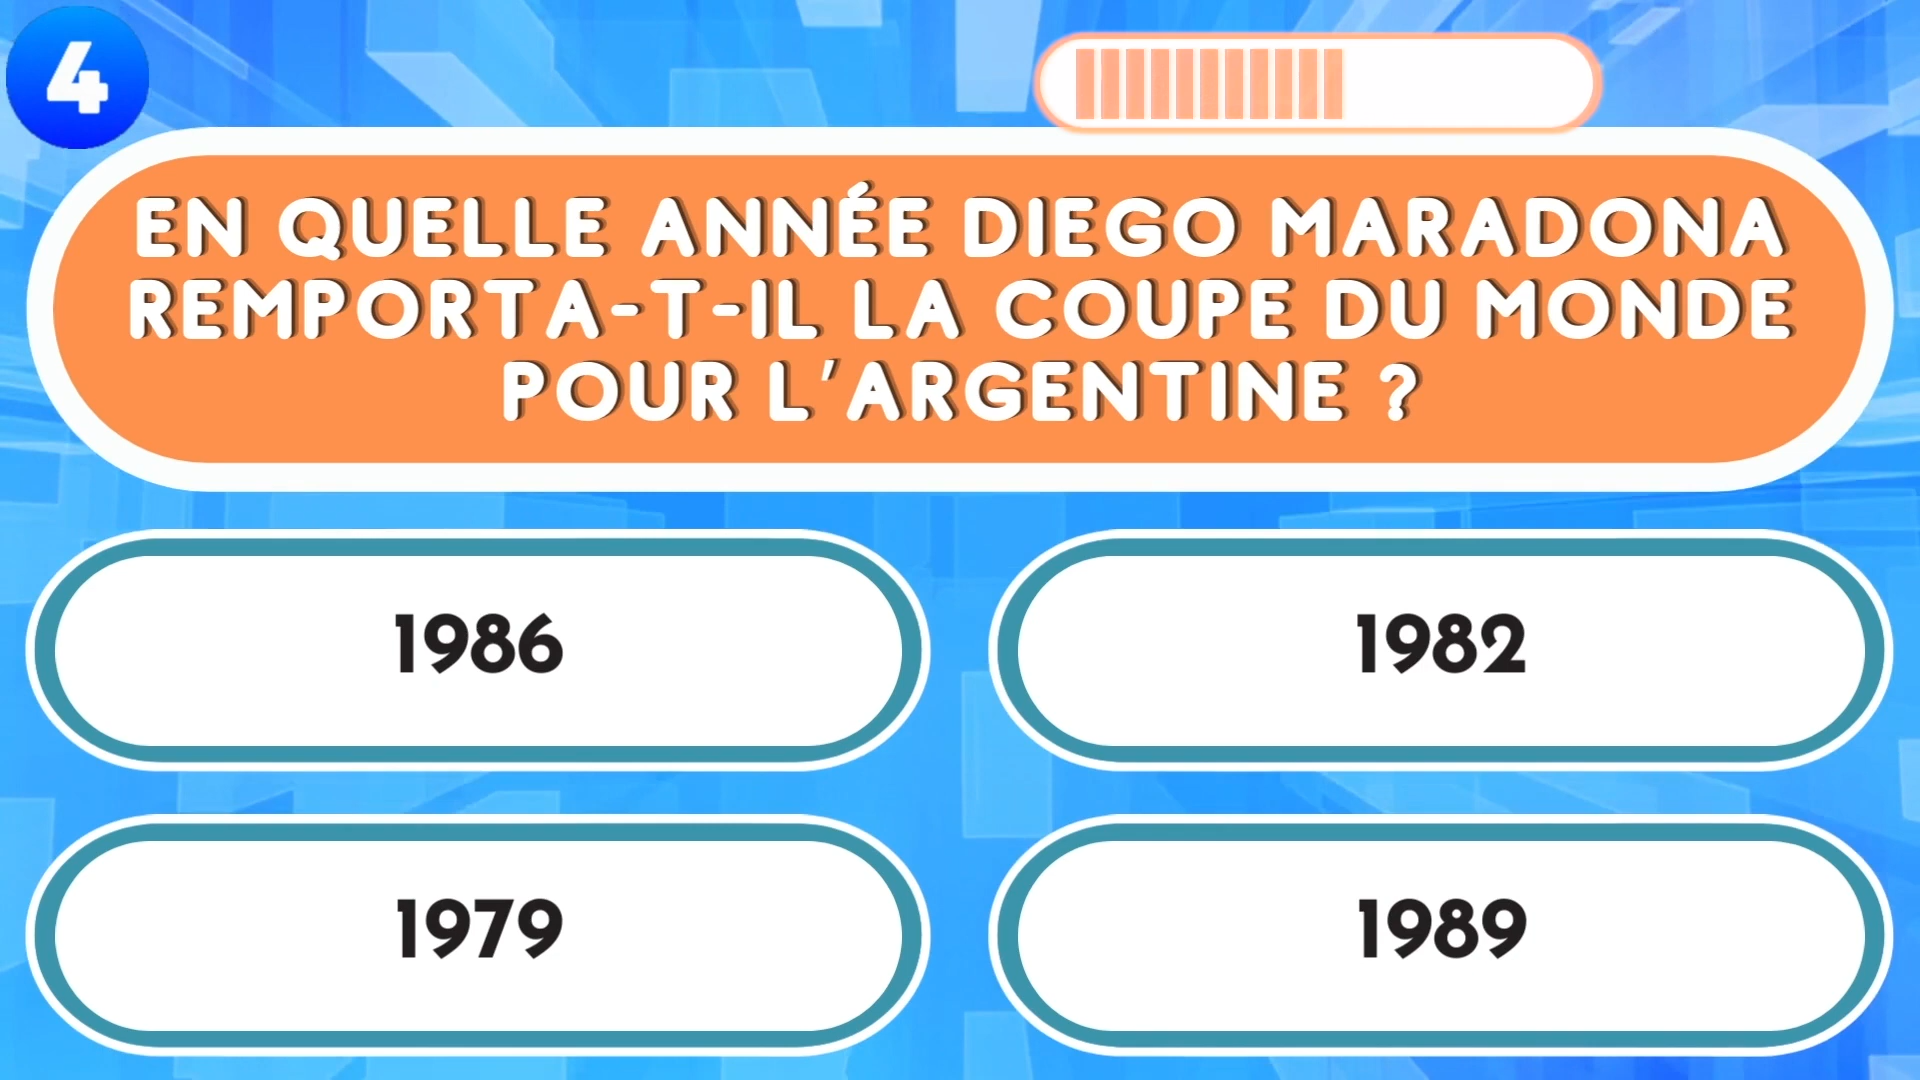 4
EN QUELLE ANNÉE DIEGO MARADONA
REMPORTA-T-IL LA COUPE DU MONDE
POUR L'ARGENTINE ?
1986
1982
1979
1989